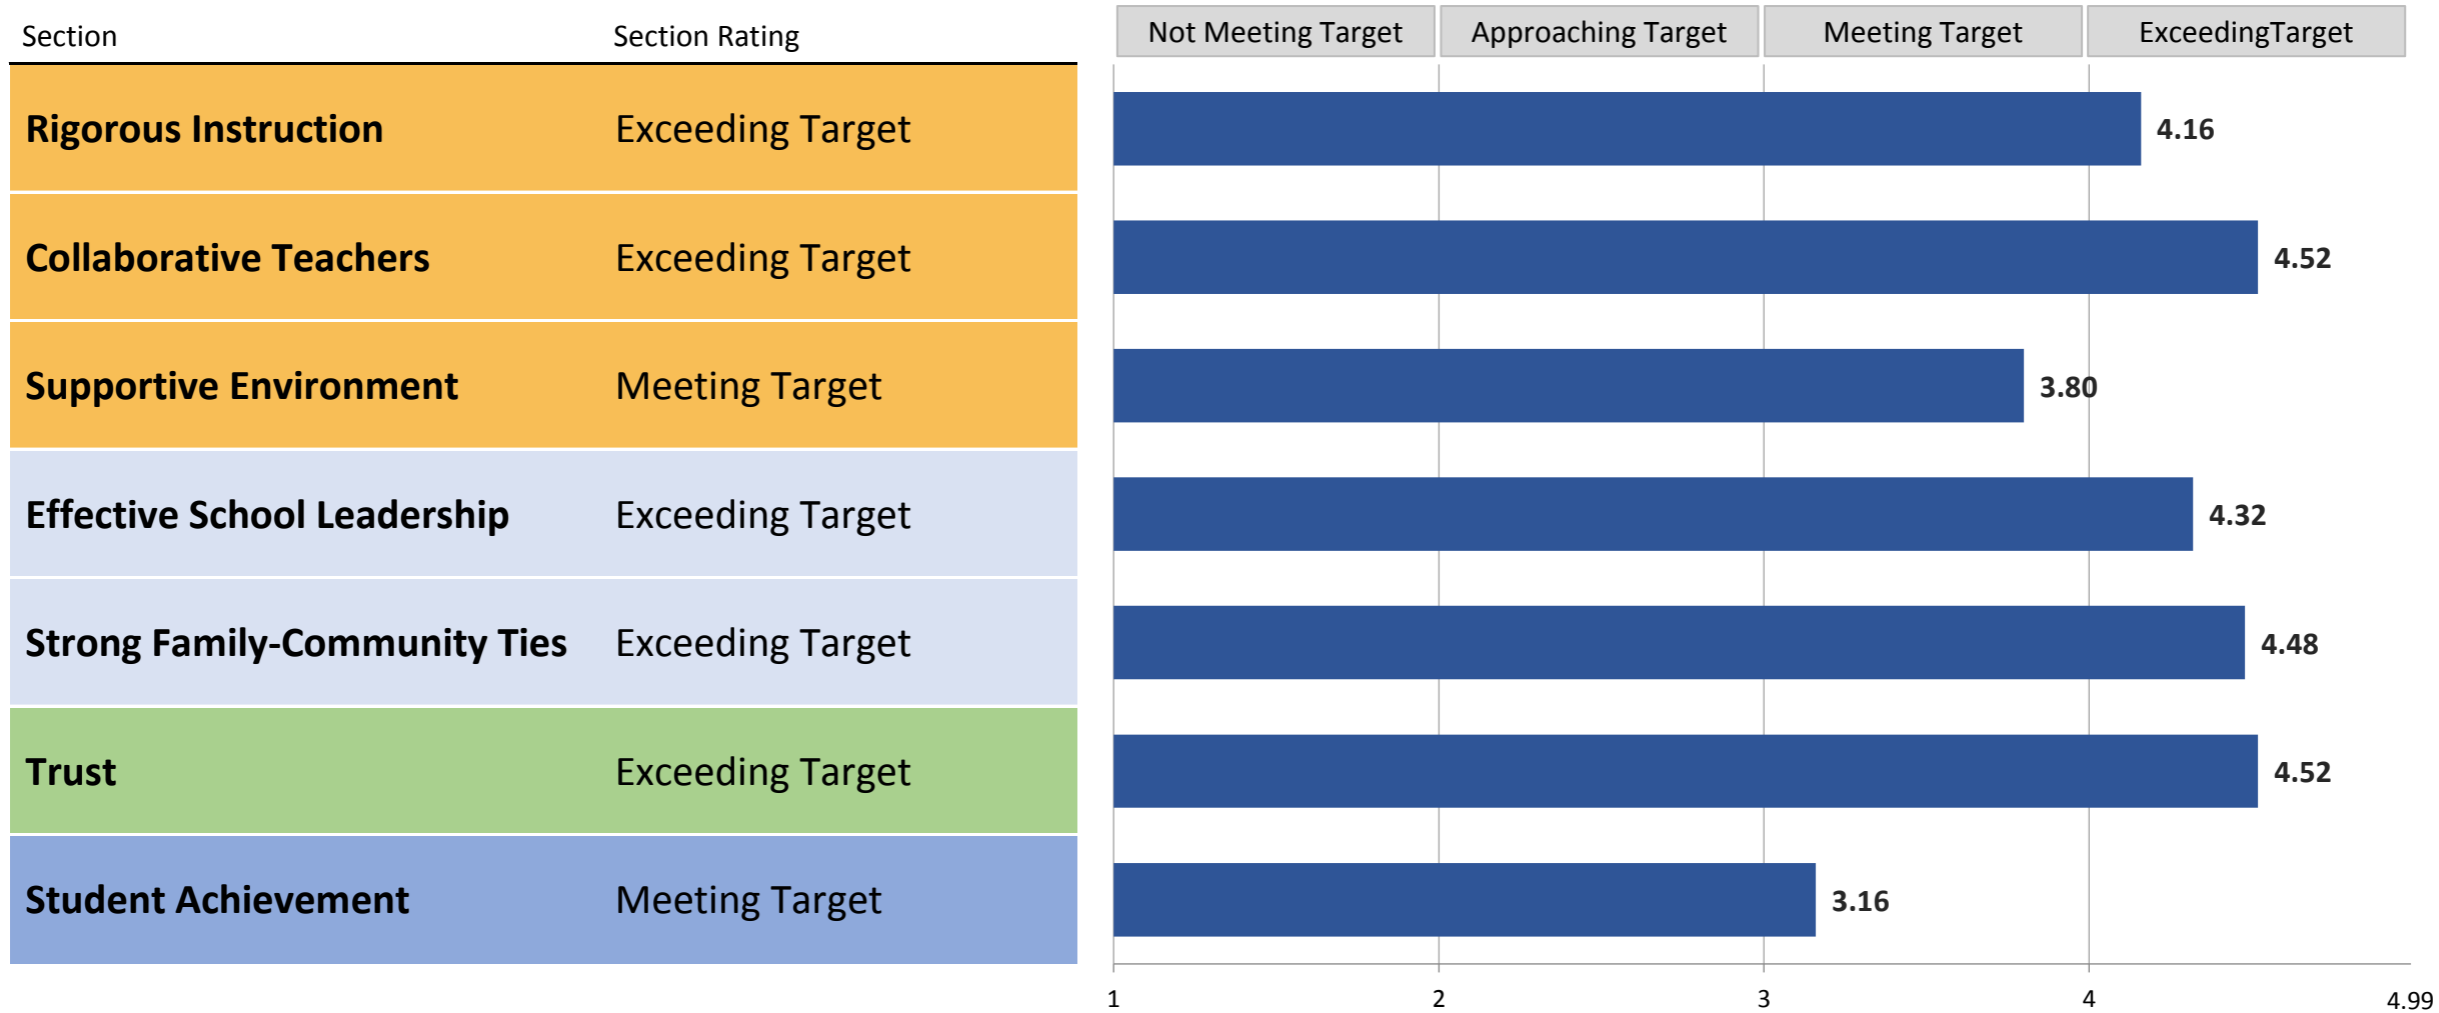 Section Section Rating Not Meeting Target Approaching Target Meeting Target ExceedingTarget
Rigorous Instruction Exceeding Target 4.16
Collaborative Teachers Exceeding Target 4.52
Supportive Environment Meeting Target 3.80
Effective School Leadership Exceeding Target 4.32
Strong Family-Community Ties Exceeding Target 4.48
Trust Exceeding Target 4.52
Student Achievement Meeting Target 3.16
1 2 3 4 4.99